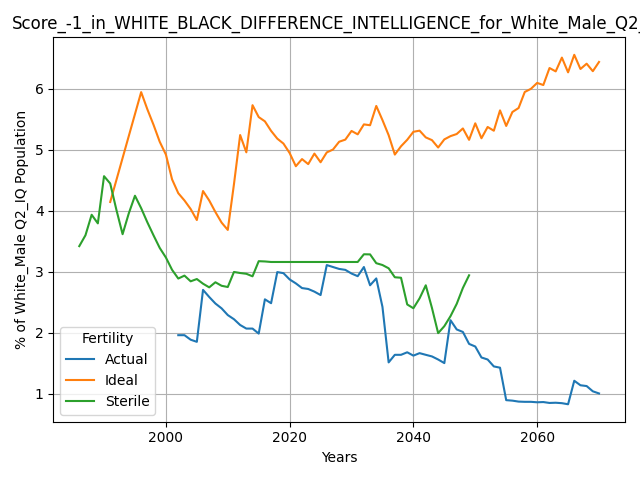 Score_-1_in_WHITE_BLACK_DIFFERENCE_INTELLIGENCE_for_White_Male_Q2_
% of White_Male Q2_IQ Population
6
5
4
3
2
1
Fertility
Actual
Ideal
Sterile
2000
2020
2040
2060
Years